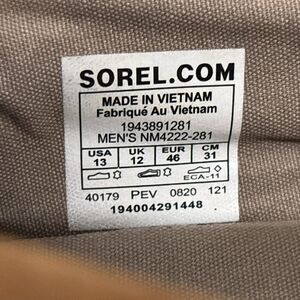 SOREL.COM
MADE IN VIETNAM
Fabriqué Au Vietnam
1943891281
MEN'S NM4222-281
USA UK EUR CM
13 12 46 31
ECA-11
40179 PEV 0820 121
194004291448